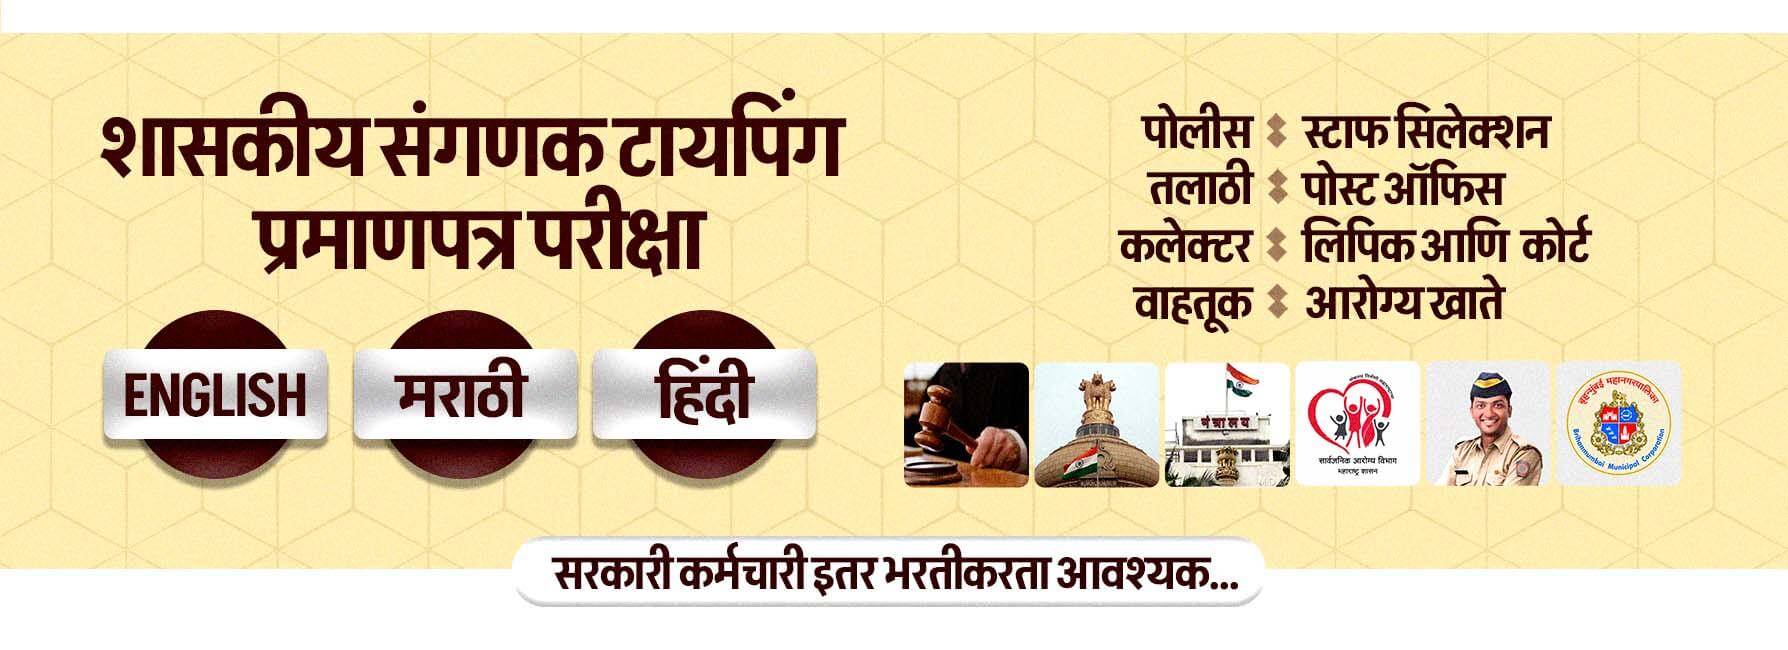 शासकीय संगणक टायपिंग
प्रमाणपत्र परीक्षा
ENGLISH
मराठी
हिंदी
पोलीस स्टाफ सिलेक्शन
तलाठी पोस्ट ऑफिस
कलेक्टर लिपिक आणि कोर्ट
वाहतूक आरोग्य खाते
मंत्रालय
सार्वजनिक आरोग्य विभाग
महाराष्ट्र शासन
बृहन्मुंबई महानगरपालिका
Brihanmumbai Municipal Corporation
सरकारी कर्मचारी इतर भरतीकरता आवश्यक...